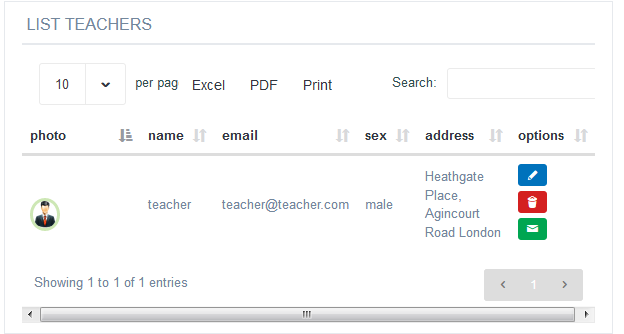 LIST TEACHERS
10 per pag Excel PDF Print Search:
photo name email sex address options
teacher teacher@teacher.com male Heathgate
Place,
Agincourt
Road London
Showing 1 to 1 of 1 entries
1